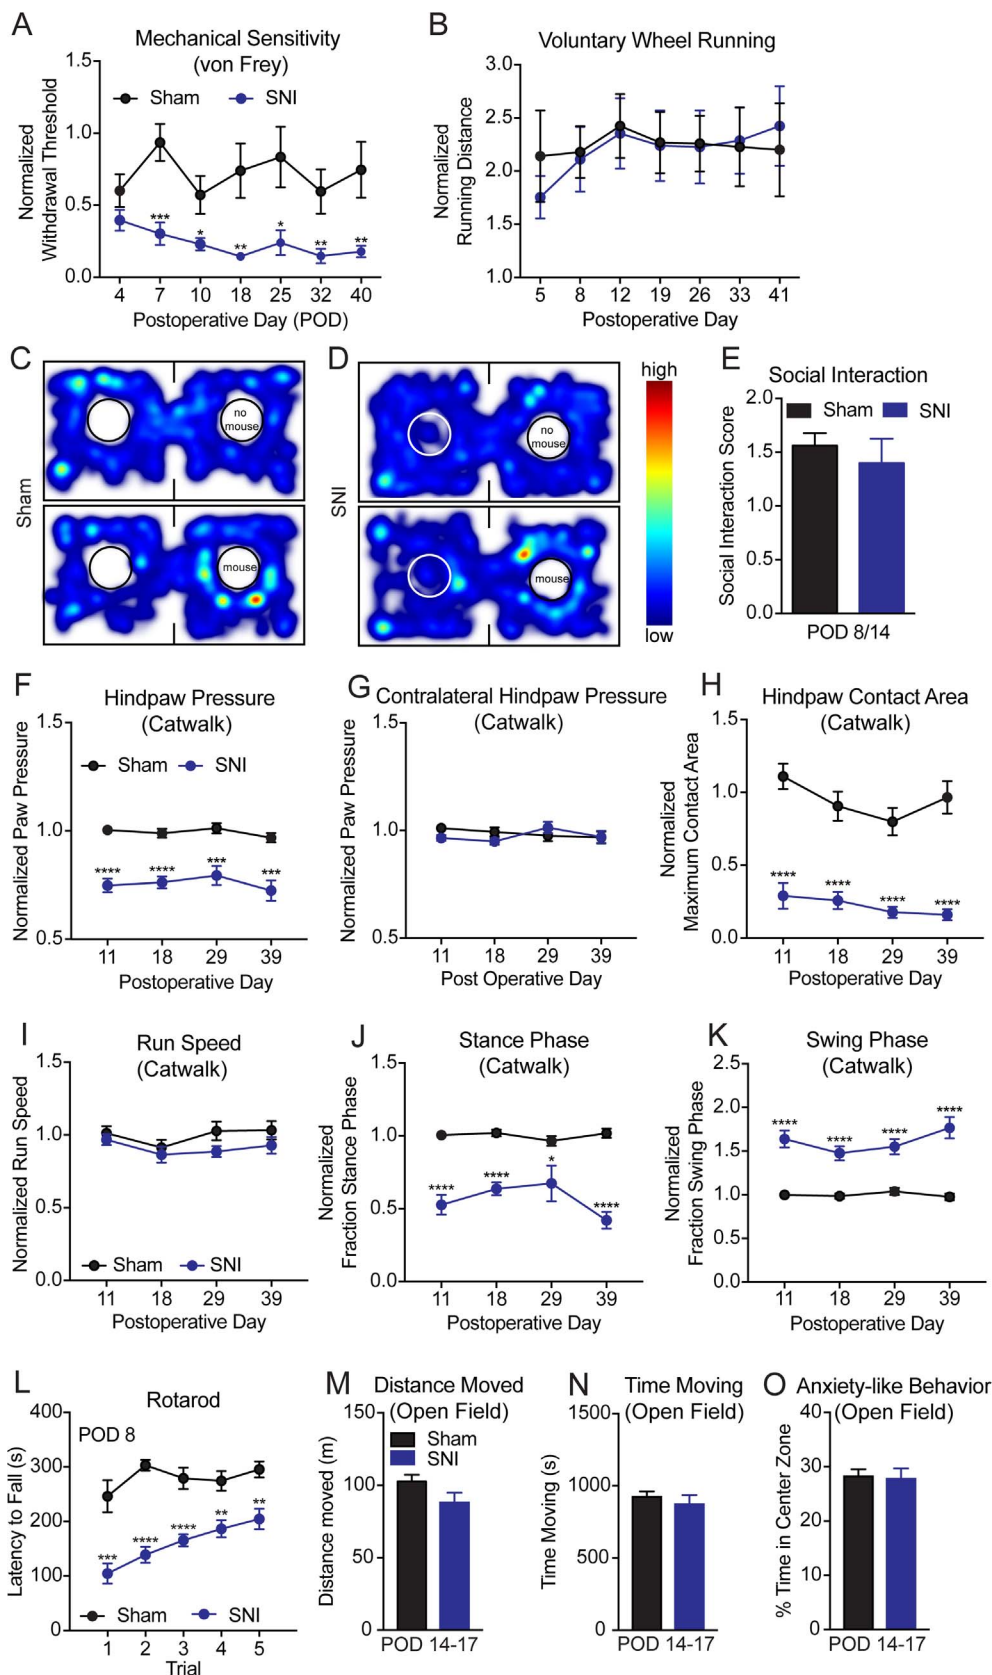 A
Mechanical Sensitivity
(von Frey)
Normalized
Withdrawal Threshold
1.5
1.0
0.5
0.0
Sham
SNI
***
*
**
*
**
**
4 7 10 18 25 32 40
Postoperative Day (POD)
B
Voluntary Wheel Running
Normalized
Running Distance
3.0
2.5
2.0
1.5
1.0
5 8 12 19 26 33 41
Postoperative Day
C
Sham
no
mouse
mouse
D
SNI
no
mouse
mouse
high
low
E
Social Interaction
Social Interaction Score
2.0
1.5
1.0
0.5
0.0
Sham
SNI
POD 8/14
F
Hindpaw Pressure
(Catwalk)
Normalized Paw Pressure
1.5
1.0
0.5
Sham
SNI
****
****
***
***
11 18 29 39
Postoperative Day
G
Contralateral Hindpaw Pressure
(Catwalk)
Normalized Paw Pressure
1.5
1.0
0.5
11 18 29 39
Post Operative Day
H
Hindpaw Contact Area
(Catwalk)
Normalized
Maximum Contact Area
1.5
1.0
0.5
0.0
****
****
****
****
11 18 29 39
Postoperative Day
I
Run Speed
(Catwalk)
Normalized Run Speed
1.5
1.0
0.5
0.0
Sham
SNI
11 18 29 39
Postoperative Day
J
Stance Phase
(Catwalk)
Normalized
Fraction Stance Phase
1.5
1.0
0.5
0.0
****
****
*
****
11 18 29 39
Postoperative Day
K
Swing Phase
(Catwalk)
Normalized
Fraction Swing Phase
2.5
2.0
1.5
1.0
0.5
0.0
****
****
****
****
11 18 29 39
Postoperative Day
L
Rotarod
POD 8
Latency to Fall (s)
400
300
200
100
0
***
****
****
**
**
Sham
SNI
1 2 3 4 5
Trial
M
Distance Moved
(Open Field)
Distance moved (m)
150
100
50
0
Sham
SNI
POD 14-17
N
Time Moving
(Open Field)
Time Moving (s)
1500
1000
500
0
POD 14-17
O
Anxiety-like Behavior
(Open Field)
% Time in Center Zone
40
30
20
10
0
POD 14-17